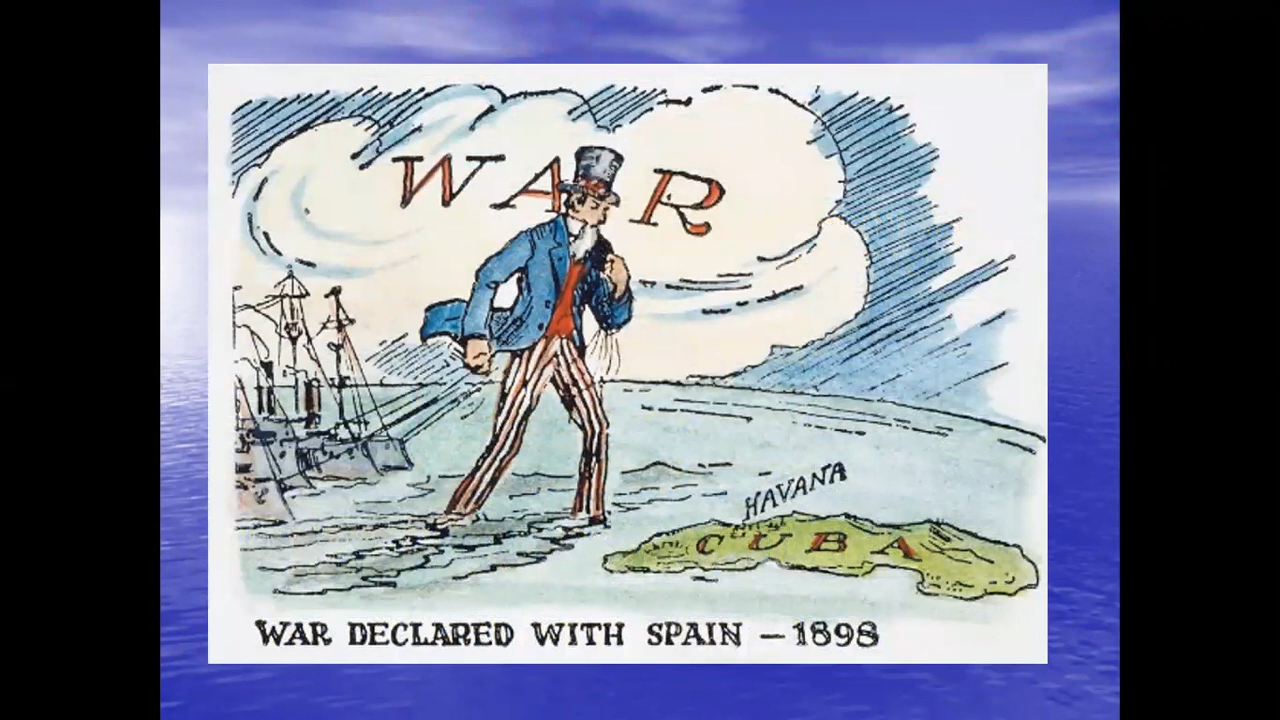 WAR
HAVANA
CUBA
WAR DECLARED WITH SPAIN – 1898